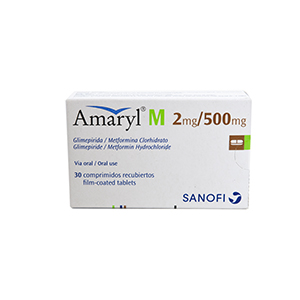 Amaryl® M 2mg/500mg
Glimepirida / Metformina Clorhidrato
Glimepiride / Metformin Hydrochloride
Via oral / Oral use
30 comprimidos recubiertos
film-coated tablets
SANOFI